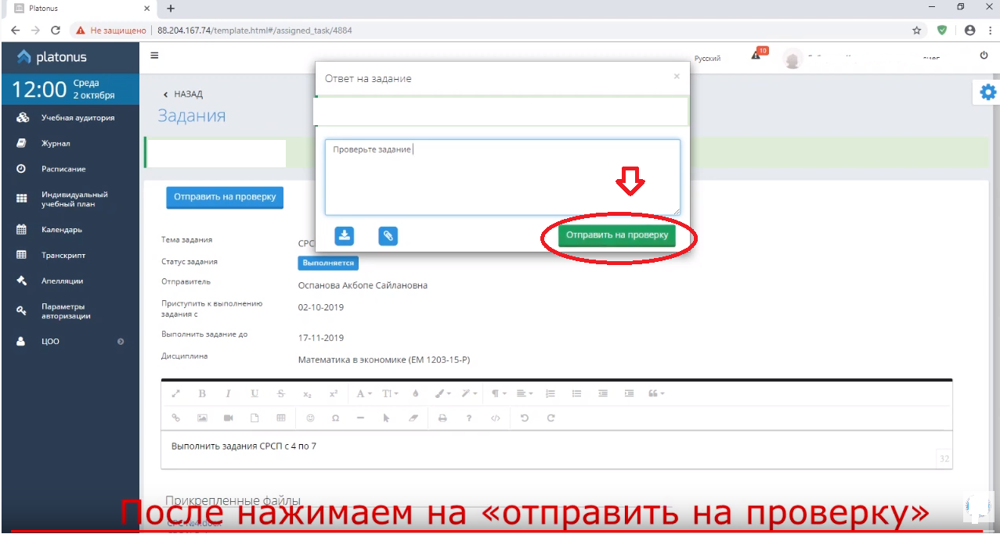 Platonus
Не защищено
88.204.167.74/template.html#/assigned_task/4884
platonus
Русский
10
12:00
Среда
2 октября
Учебная аудитория
Журнал
Расписание
Индивидуальный
учебный план
Календарь
Транскрипт
Апелляции
Параметры
авторизации
ЦОО
НАЗАД
Задания
Ответ на задание
×
Проверьте задание
Отправить на проверку
Отправить на проверку
Тема задания
СРС
Статус задания
Выполняется
Отправитель
Оспанова Акбопе Сайлановна
Приступить к выполнению
задания с
02-10-2019
Выполнить задание до
17-11-2019
Дисциплина
Математика в экономике (EM 1203-15-P)
Выполнить задания СРСП с 4 по 7
32
Прикрепленные файлы
После нажимаем на «отправить на проверку»